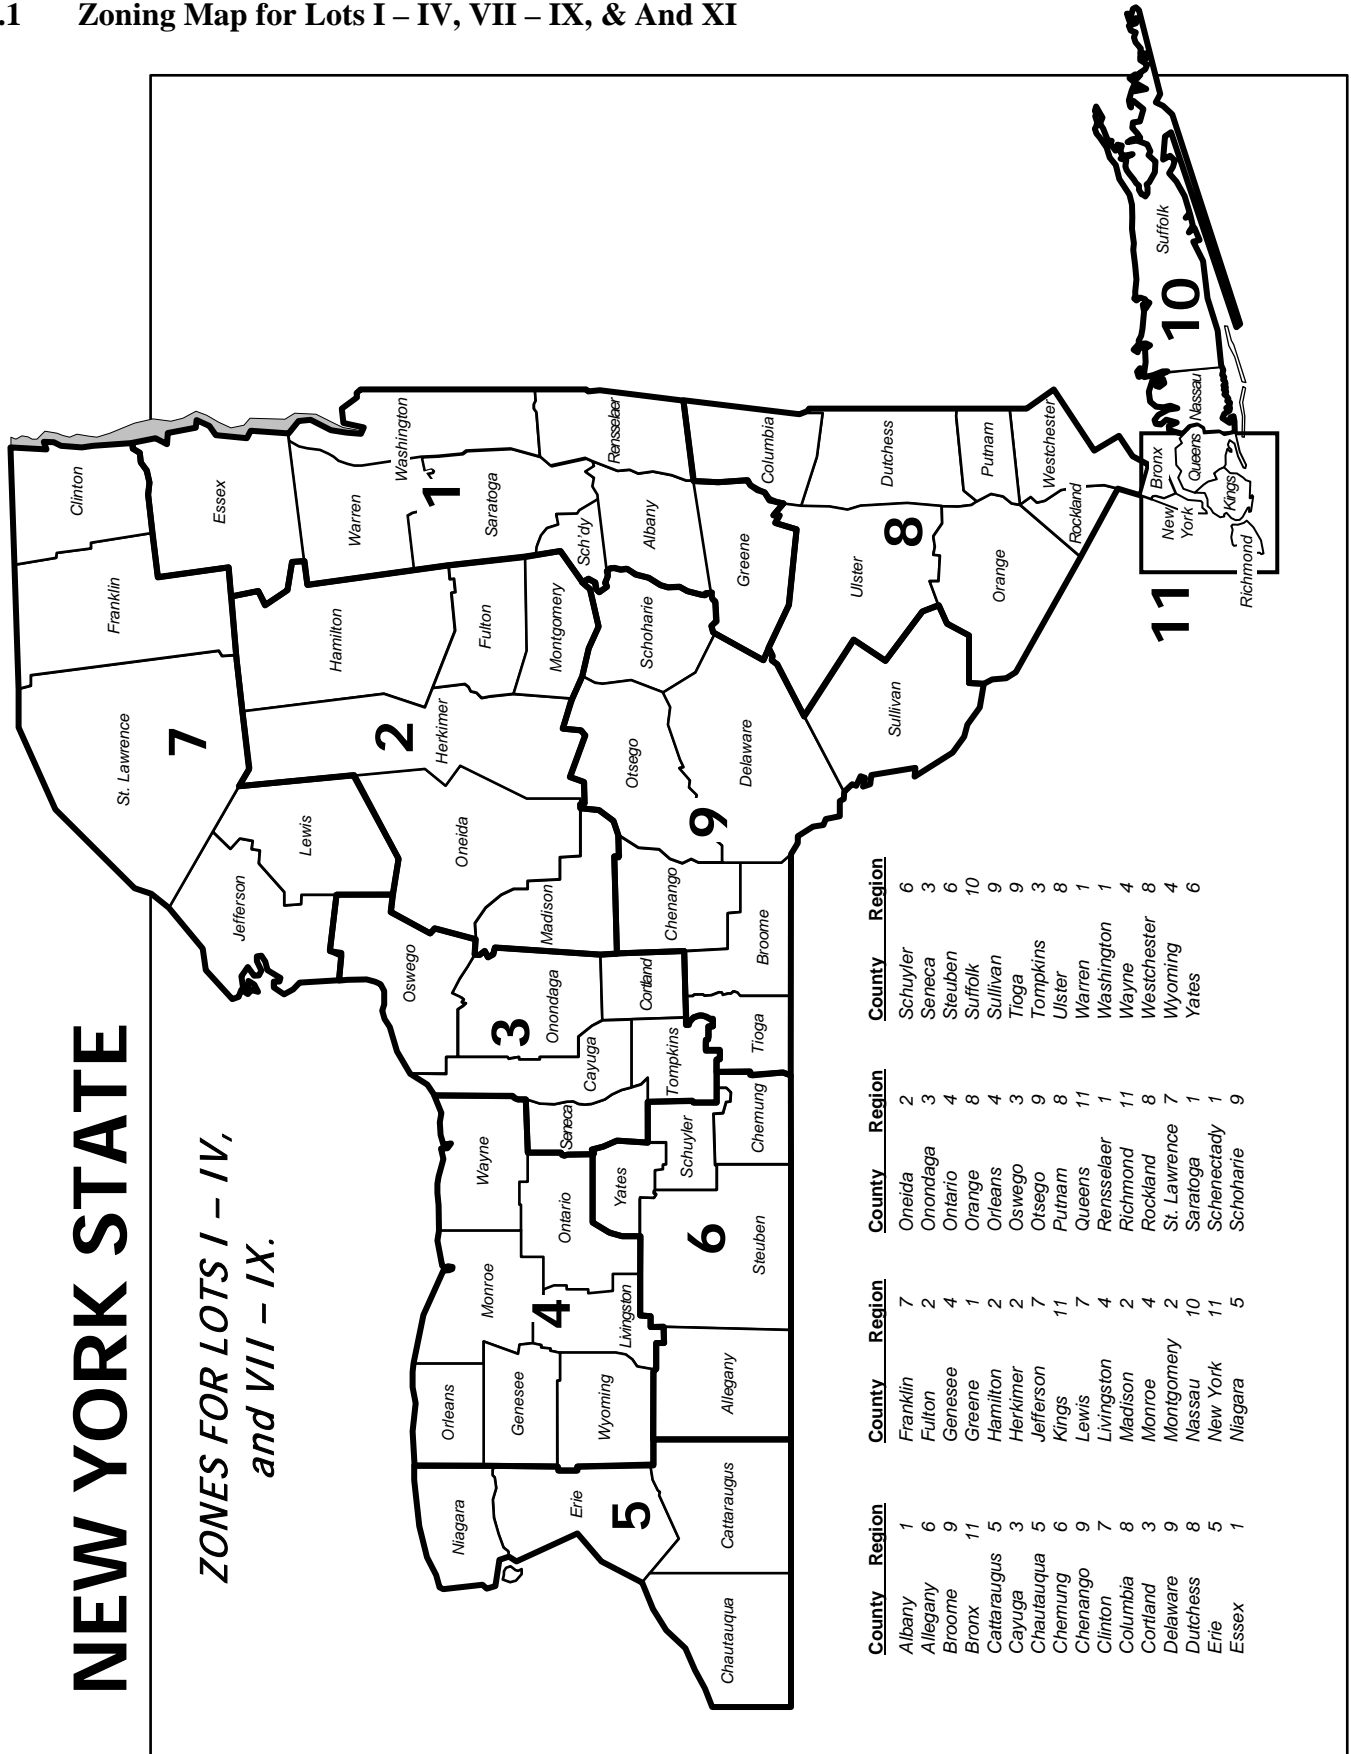 .1 Zoning Map for Lots I – IV, VII – IX, & And XI
NEW YORK STATE
ZONES FOR LOTS I – IV,
and VII – IX.
Clinton
Franklin
St. Lawrence
7
Essex
Warren
Washington
1
Saratoga
Rensselaer
Sch'dy
Albany
Hamilton
Fulton
Montgomery
2
Herkimer
Lewis
Jefferson
Oneida
Madison
Oswego
3
Onondaga
Cortland
Cayuga
Tompkins
Seneca
Wayne
Ontario
Yates
Monroe
4
Livingston
Orleans
Genesee
Wyoming
Niagara
Erie
5
Cattaraugus
Chautauqua
6
Schuyler
Chemung
Steuben
Allegany
Schoharie
Otsego
Delaware
9
Chenango
Broome
Tioga
Sullivan
Greene
Columbia
Ulster
8
Dutchess
Putnam
Orange
Westchester
Rockland
Suffolk
10
Nassau
11
Bronx
New
York
Queens
Kings
Richmond
County Region
Albany 1
Allegany 6
Broome 9
Bronx 11
Cattaraugus 5
Cayuga 3
Chautauqua 5
Chemung 6
Chenango 9
Clinton 7
Columbia 8
Cortland 3
Delaware 9
Dutchess 8
Erie 5
Essex 1
County Region
Franklin 7
Fulton 2
Genesee 4
Greene 1
Hamilton 2
Herkimer 2
Jefferson 7
Kings 11
Lewis 7
Livingston 4
Madison 2
Monroe 4
Montgomery 2
Nassau 10
New York 11
Niagara 5
County Region
Oneida 2
Onondaga 3
Ontario 4
Orange 8
Orleans 4
Oswego 3
Otsego 9
Putnam 8
Queens 11
Rensselaer 1
Richmond 11
Rockland 8
St. Lawrence 7
Saratoga 1
Schenectady 1
Schoharie 9
County Region
Schuyler 6
Seneca 3
Steuben 6
Suffolk 10
Sullivan 9
Tioga 9
Tompkins 3
Ulster 8
Warren 1
Washington 1
Wayne 4
Westchester 8
Wyoming 4
Yates 6